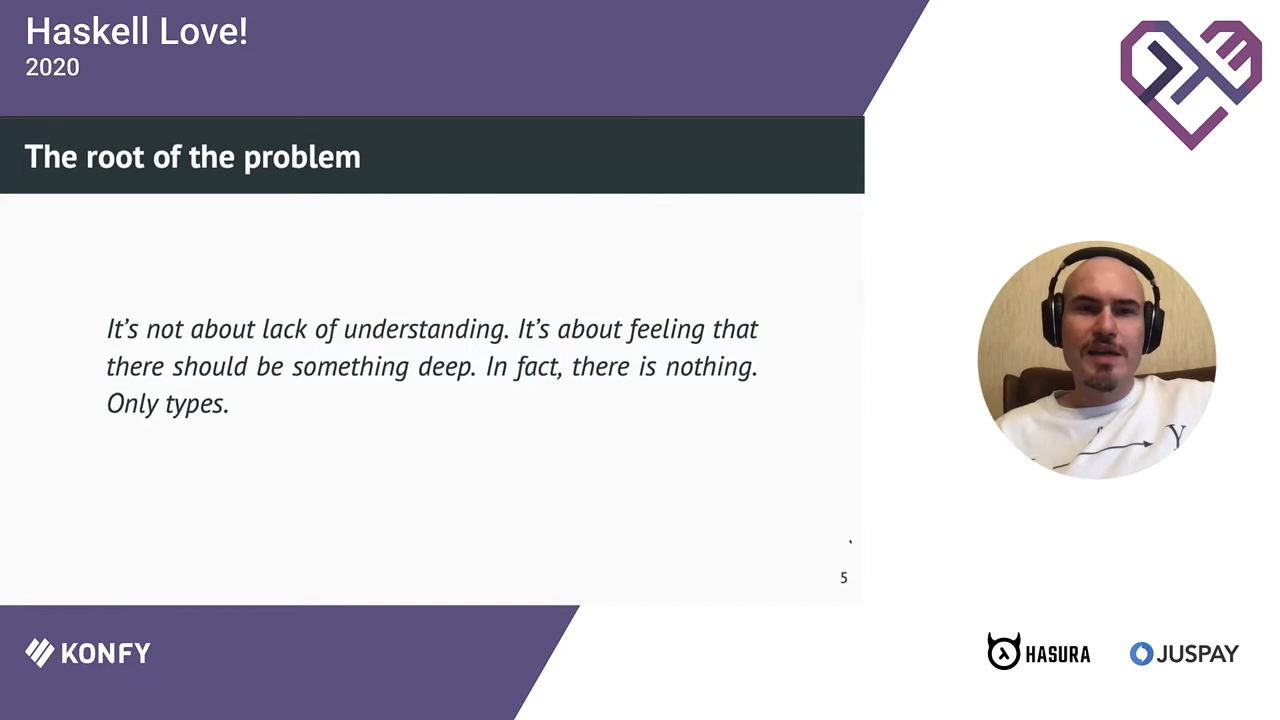 Haskell Love!
2020
The root of the problem
It's not about lack of understanding. It's about feeling that
there should be something deep. In fact, there is nothing.
Only types.
Y
5
KONFY
HASURA
JUSPAY